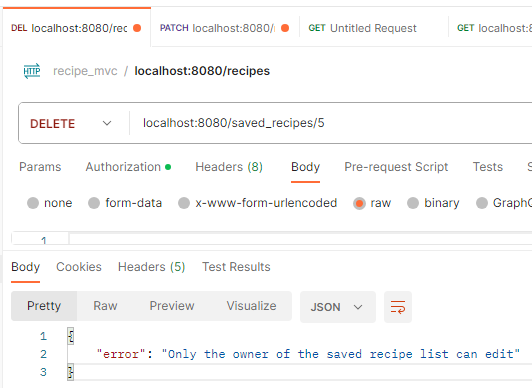 DEL localhost:8080/rec PATCH localhost:8080/ GET Untitled Request GET localhost:8
HTTP recipe_mvc / localhost:8080/recipes
DELETE localhost:8080/saved_recipes/5
Params Authorization Headers (8) Body Pre-request Script Tests S
none form-data x-www-form-urlencoded raw binary GraphQ
1
Body Cookies Headers (5) Test Results
Pretty Raw Preview Visualize JSON
1 {
2 "error": "Only the owner of the saved recipe list can edit"
3 }